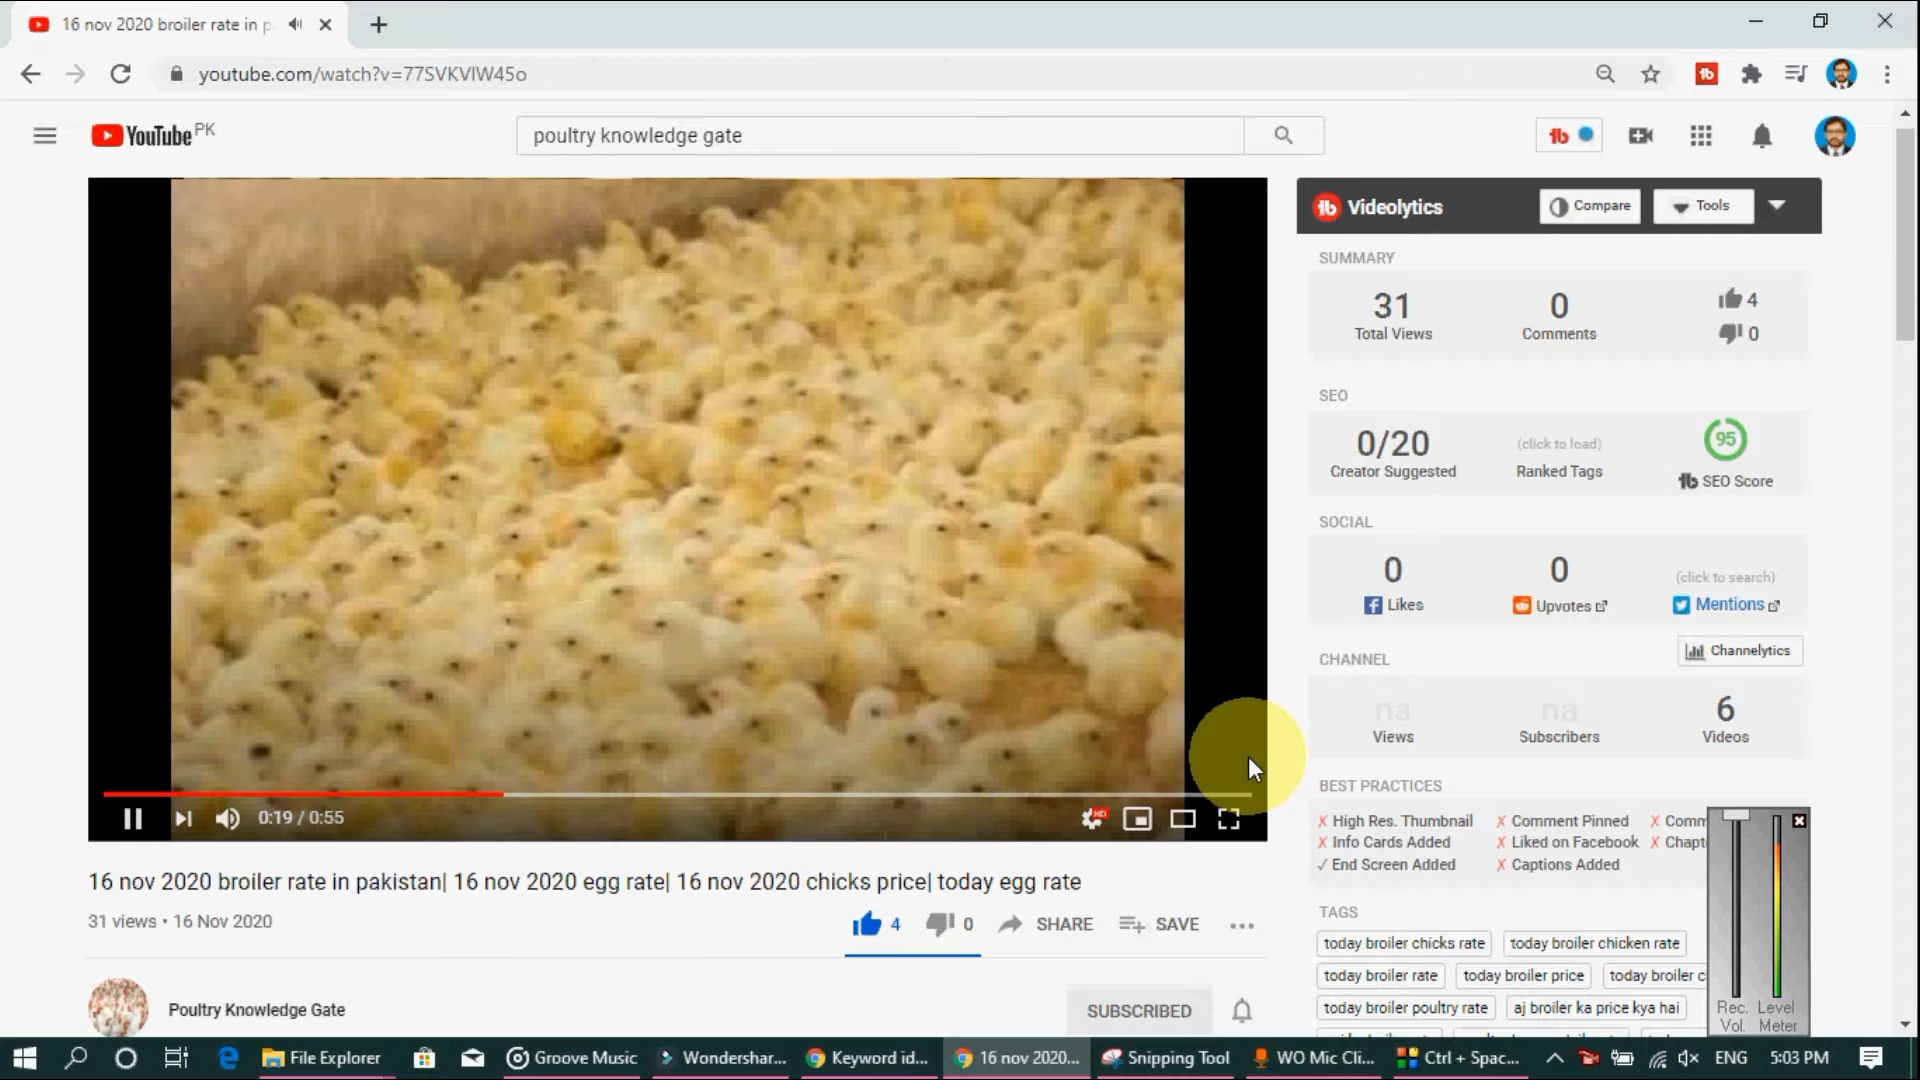 16 nov 2020 broiler rate in p
youtube.com/watch?v=77SVKVIW45o
YouTube PK
poultry knowledge gate
Videolytics
Compare
Tools
SUMMARY
31
0
4
Total Views
Comments
0
SEO
0/20
(click to load)
95
Creator Suggested
Ranked Tags
SEO Score
SOCIAL
0
0
(click to search)
Likes
Upvotes
Mentions
CHANNEL
Channelytics
na
na
6
Views
Subscribers
Videos
BEST PRACTICES
X High Res. Thumbnail X Comment Pinned X Comm
X Info Cards Added X Liked on Facebook X Chapt
✓ End Screen Added X Captions Added
TAGS
today broiler chicks rate
today broiler chicken rate
today broiler rate
today broiler price
today broiler c
today broiler poultry rate
aj broiler ka price kya hai
Rec. Level
Vol. Meter
HD
0:19 / 0:55
16 nov 2020 broiler rate in pakistan| 16 nov 2020 egg rate| 16 nov 2020 chicks price| today egg rate
31 views • 16 Nov 2020
4
0
SHARE
SAVE
Poultry Knowledge Gate
SUBSCRIBED
File Explorer
Groove Music
Wondershar...
Keyword id...
16 nov 2020...
Snipping Tool
WO Mic Cli...
Ctrl + Spac...
ENG
5:03 PM